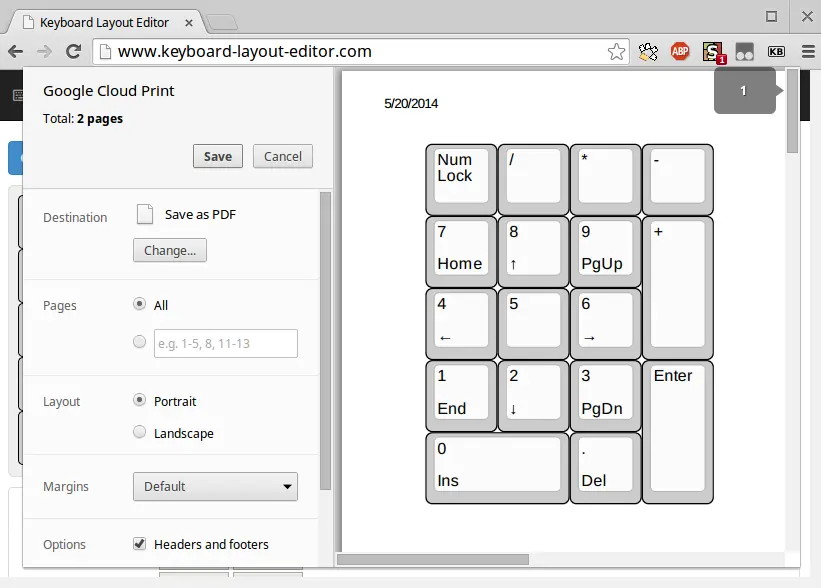 Keyboard Layout Editor
www.keyboard-layout-editor.com
ABP
S
1
KB
Google Cloud Print
Total: 2 pages
Save
Cancel
Destination
Save as PDF
Change...
Pages
All
e.g. 1-5, 8, 11-13
Layout
Portrait
Landscape
Margins
Default
Options
Headers and footers
1
5/20/2014
Num
Lock
/
*
-
7
Home
8
↑
9
PgUp
+
4
←
5
6
→
1
End
2
↓
3
PgDn
Enter
0
Ins
.
Del